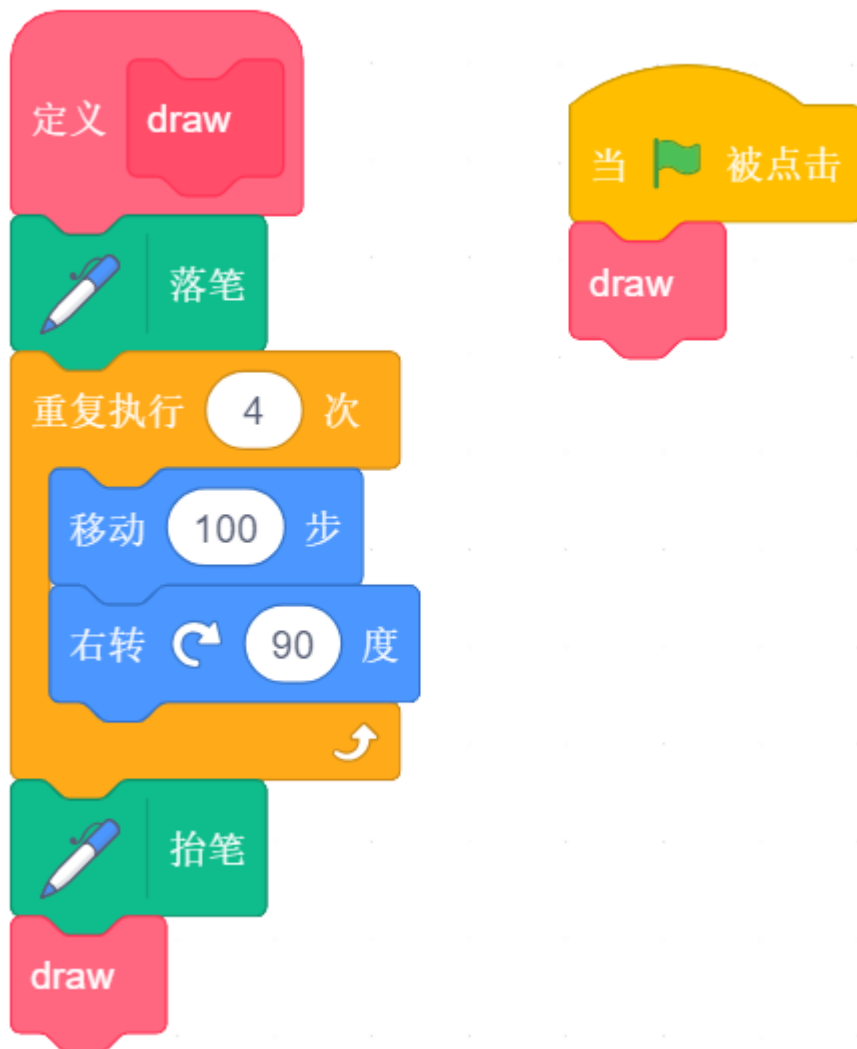 定义 draw
落笔
重复执行 4 次
移动 100 步
右转 90 度
抬笔
draw
当 被点击
draw